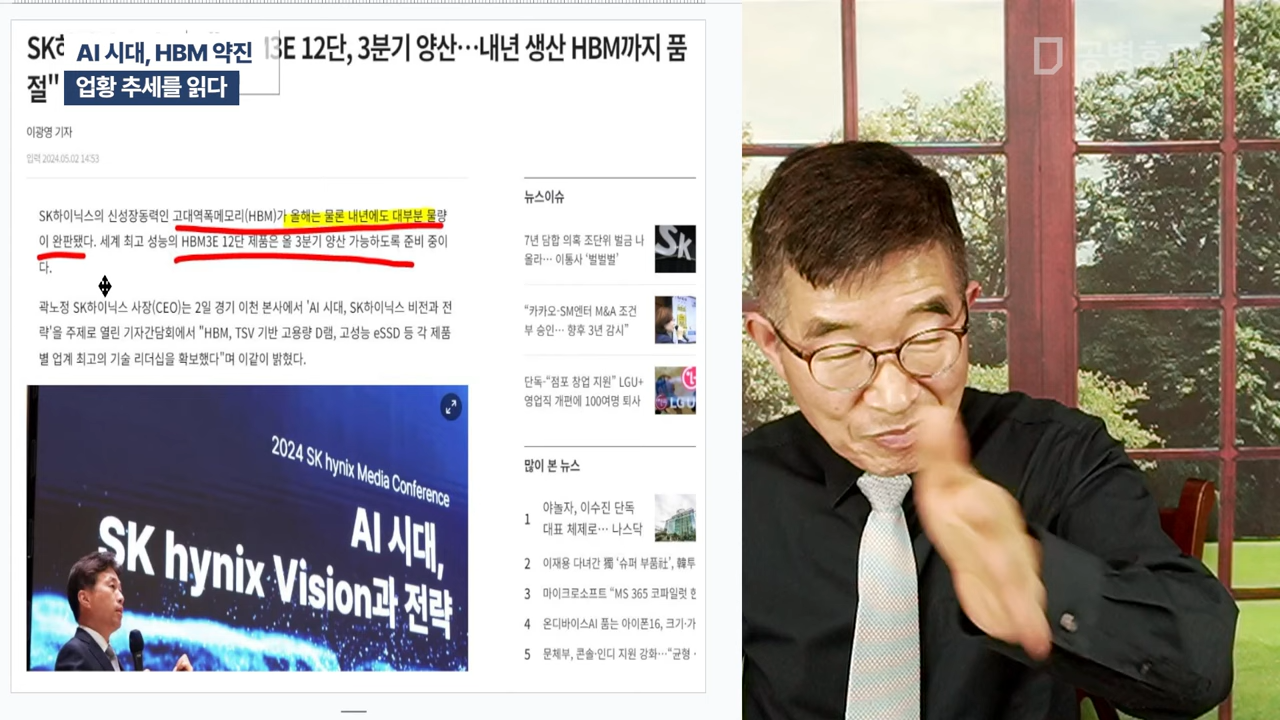 SK하
AI 시대, HBM 약진
3E 12단, 3분기 양산…내년 생산 HBM까지 품
절"
업황 추세를 읽다
이광영 기자
입력 2024.05.02 14:53
SK하이닉스의 신성장동력인 고대역폭메모리(HBM)가 올해는 물론 내년에도 대부분 물량
이 완판됐다. 세계 최고 성능의 HBM3E 12단 제품은 올 3분기 양산 가능하도록 준비 중이
다.
곽노정 SK하이닉스 사장(CEO)는 2일 경기 이천 본사에서 'AI 시대, SK하이닉스 비전과 전
략'을 주제로 열린 기자간담회에서 "HBM, TSV 기반 고용량 D램, 고성능 eSSD 등 각 제품
별 업계 최고의 기술 리더십을 확보했다"며 이같이 밝혔다.
2024 SK hynix Media Conference
AI 시대,
SK hynix Vision과 전략
뉴스이슈
7년 담합 의혹 조단위 벌금 나
올라… 이통사 ‘벌벌벌’
SK
“카카오·SM엔터 M&A 조건
부 승인… 향후 3년 감시”
단독-“점포 창업 지원” LGU+
영업직 개편에 100여명 퇴사
LGU
많이 본 뉴스
1 야놀자, 이수진 단독
대표 체제로… 나스닥
2 이재용 다녀간 獨 ‘슈퍼 부품社’, 韓투
3 마이크로소프트 “MS 365 코파일럿 한
4 온디바이스AI 품는 아이폰16, 크기·가
5 문체부, 콘솔·인디 지원 강화…“균형
공병호TV